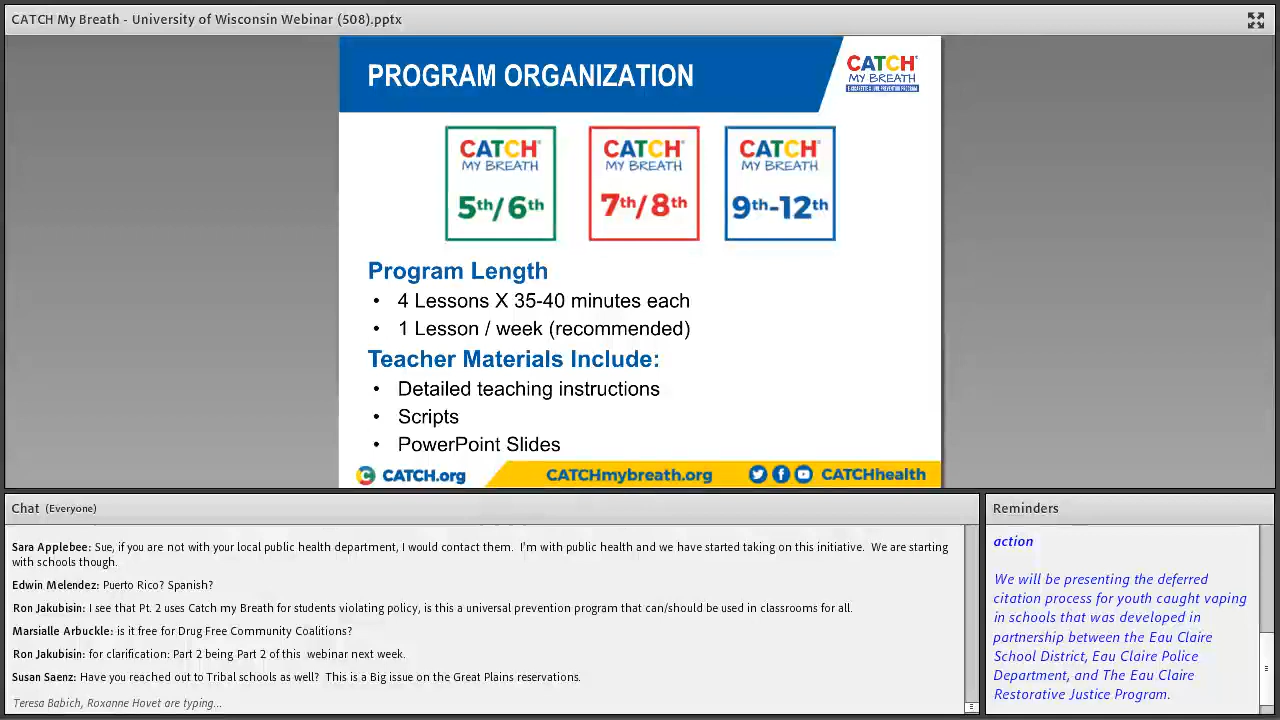 CATCH My Breath - University of Wisconsin Webinar (508).pptx
PROGRAM ORGANIZATION
CATCH
MY BREATH
CATCH
MY BREATH
5th/6th
CATCH
MY BREATH
7th/8th
CATCH
MY BREATH
9th-12th
Program Length
• 4 Lessons X 35-40 minutes each
• 1 Lesson / week (recommended)
Teacher Materials Include:
• Detailed teaching instructions
• Scripts
• PowerPoint Slides
CATCH.org
CATCHmybreath.org
CATCHhealth
Chat (Everyone)
Sara Applebee: Sue, if you are not with your local public health department, I would contact them. I'm with public health and we have started taking on this initiative. We are starting
with schools though.
Edwin Melendez: Puerto Rico? Spanish?
Ron Jakubisin: I see that Pt. 2 uses Catch my Breath for students violating policy, is this a universal prevention program that can/should be used in classrooms for all.
Marsialle Arbuckle: is it free for Drug Free Community Coalitions?
Ron Jakubisin: for clarification: Part 2 being Part 2 of this webinar next week.
Susan Saenz: Have you reached out to Tribal schools as well? This is a Big issue on the Great Plains reservations.
Teresa Babich, Roxanne Hovet are typing...
Reminders
action
We will be presenting the deferred
citation process for youth caught vaping
in schools that was developed in
partnership between the Eau Claire
School District, Eau Claire Police
Department, and The Eau Claire
Restorative Justice Program.